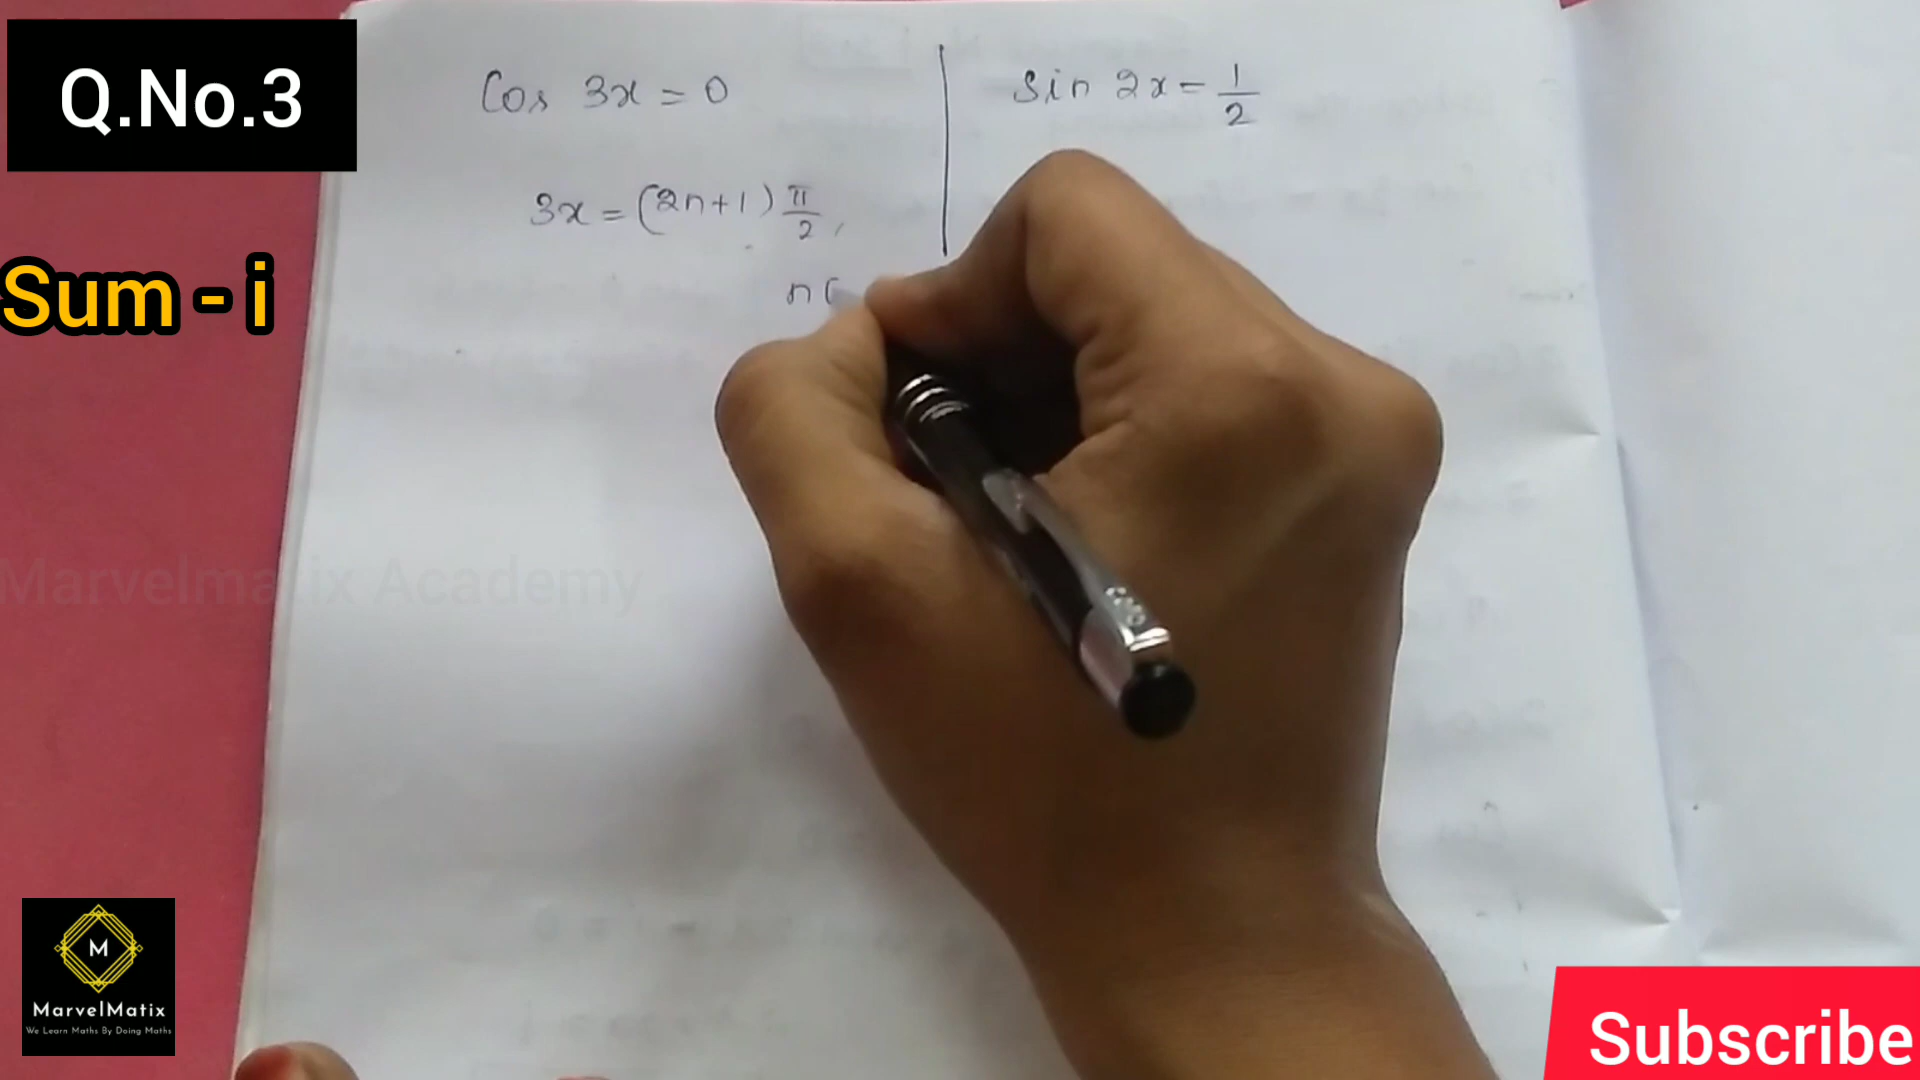 Q.No.3
Sum - i
Cos 3x = 0
3x = (2n+1) π/2,
n
Sin 2x = 1/2
Marvelmatix Academy
M
MarvelMatix
We Learn Maths By Doing Maths
Subscribe